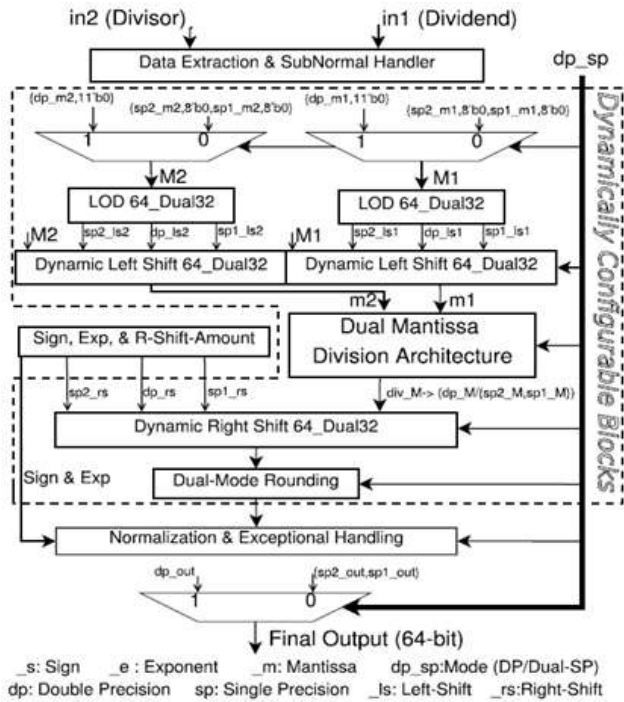 in2 (Divisor) in1 (Dividend)
Data Extraction & SubNormal Handler
dp_sp
{dp_m2,11'b0} {sp2_m2,8'b0,sp1_m2,8'b0} {dp_m1,11'b0} {sp2_m1,8'b0,sp1_m1,8'b0}
1 0 1 0
M2 M1
LOD 64_Dual32 LOD 64_Dual32
M2 sp2_ls2 dp_ls2 sp1_ls2 M1 sp2_ls1 dp_ls1 sp1_ls1
Dynamic Left Shift 64_Dual32 Dynamic Left Shift 64_Dual32
m2 m1
Sign, Exp, & R-Shift-Amount
Dual Mantissa
Division Architecture
sp2_rs dp_rs sp1_rs div_M-> (dp_M/(sp2_M,sp1_M))
Dynamic Right Shift 64_Dual32
Sign & Exp Dual-Mode Rounding
Dynamically Configurable Blocks
Normalization & Exceptional Handling
dp_out {sp2_out,sp1_out)
1 0
Final Output (64-bit)
_s: Sign _e : Exponent _m: Mantissa dp_sp:Mode (DP/Dual-SP)
dp: Double Precision sp: Single Precision _ls: Left-Shift _rs:Right-Shift